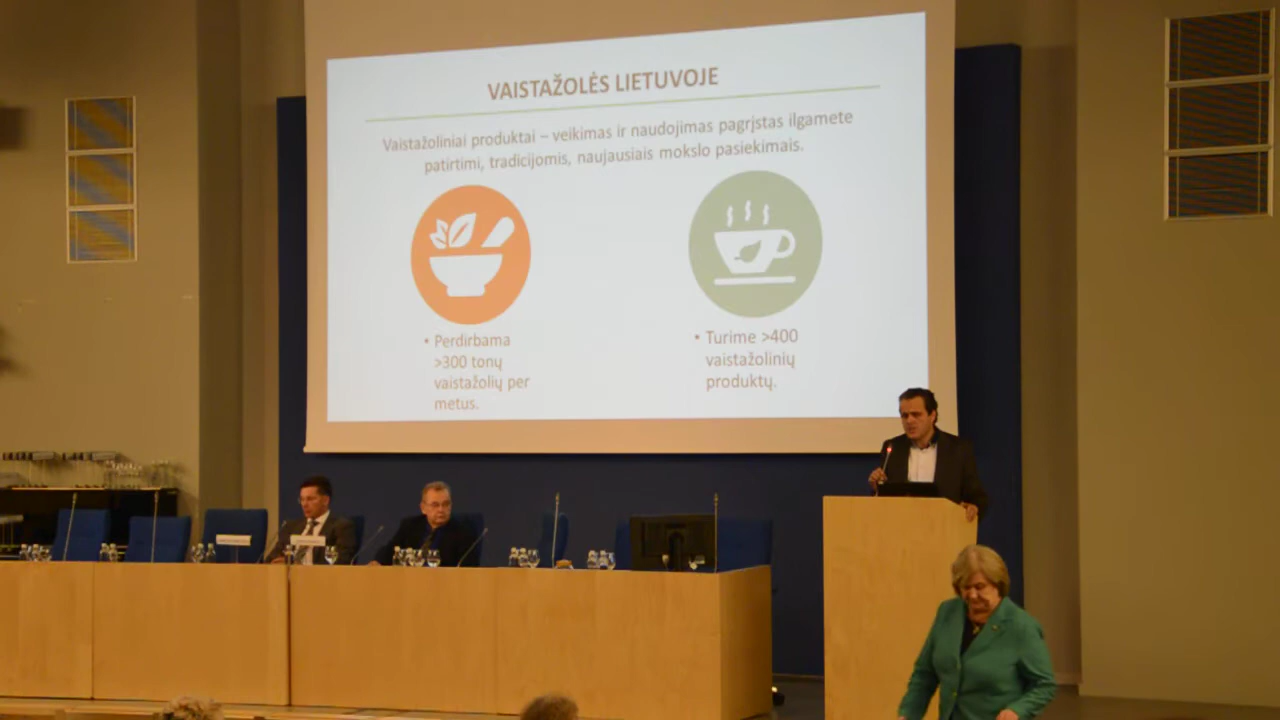 VAISTAŽOLĖS LIETUVOJE
Vaistažoliniai produktai – veikimas ir naudojimas pagrįstas ilgamete
patirtimi, tradicijomis, naujausiais mokslo pasiekimais.
• Perdirbama
>300 tonų
vaistažolių per
metus.
• Turime >400
vaistažolinių
produktų.